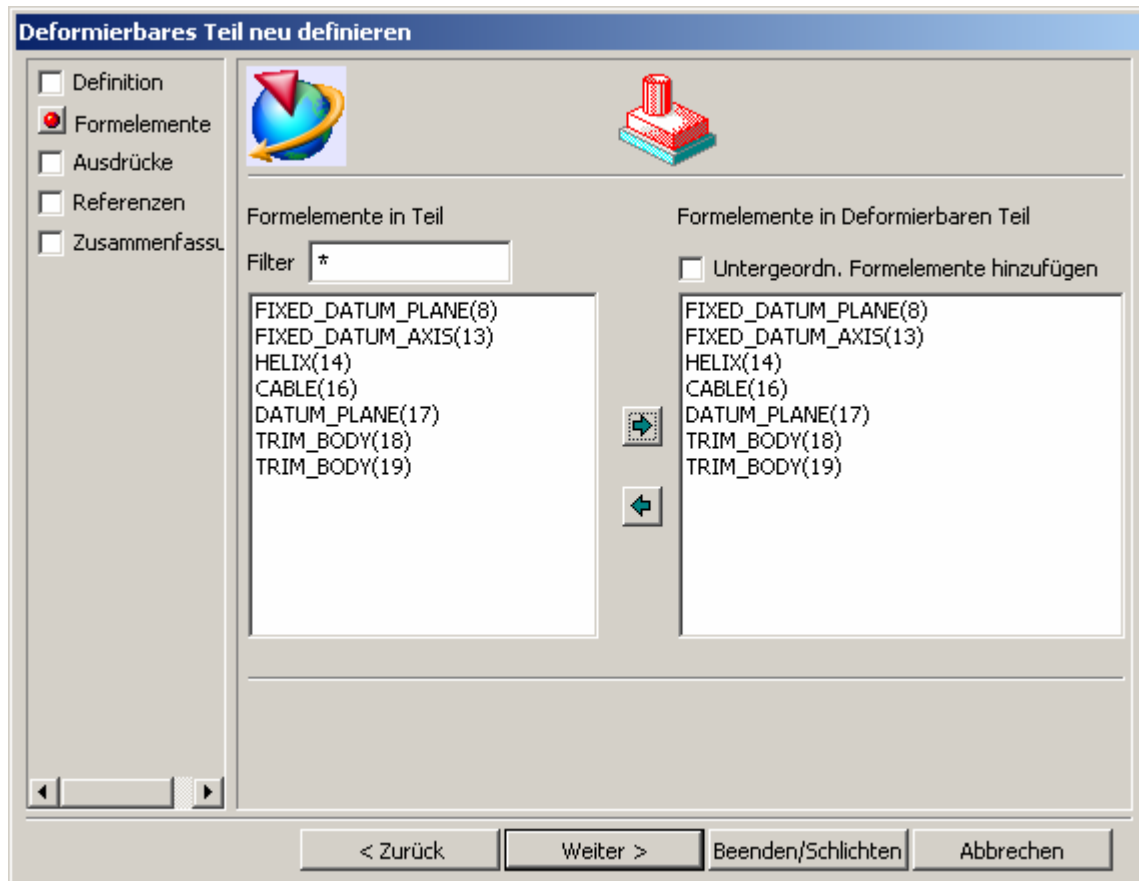 Deformierbares Teil neu definieren
Definition
Formelemente
Ausdrücke
Referenzen
Zusammenfassu
Formelemente in Teil
Filter *
FIXED_DATUM_PLANE(8)
FIXED_DATUM_AXIS(13)
HELIX(14)
CABLE(16)
DATUM_PLANE(17)
TRIM_BODY(18)
TRIM_BODY(19)
Formelemente in Deformierbaren Teil
Untergeordn. Formelemente hinzufügen
FIXED_DATUM_PLANE(8)
FIXED_DATUM_AXIS(13)
HELIX(14)
CABLE(16)
DATUM_PLANE(17)
TRIM_BODY(18)
TRIM_BODY(19)
< Zurück Weiter > Beenden/Schlichten Abbrechen